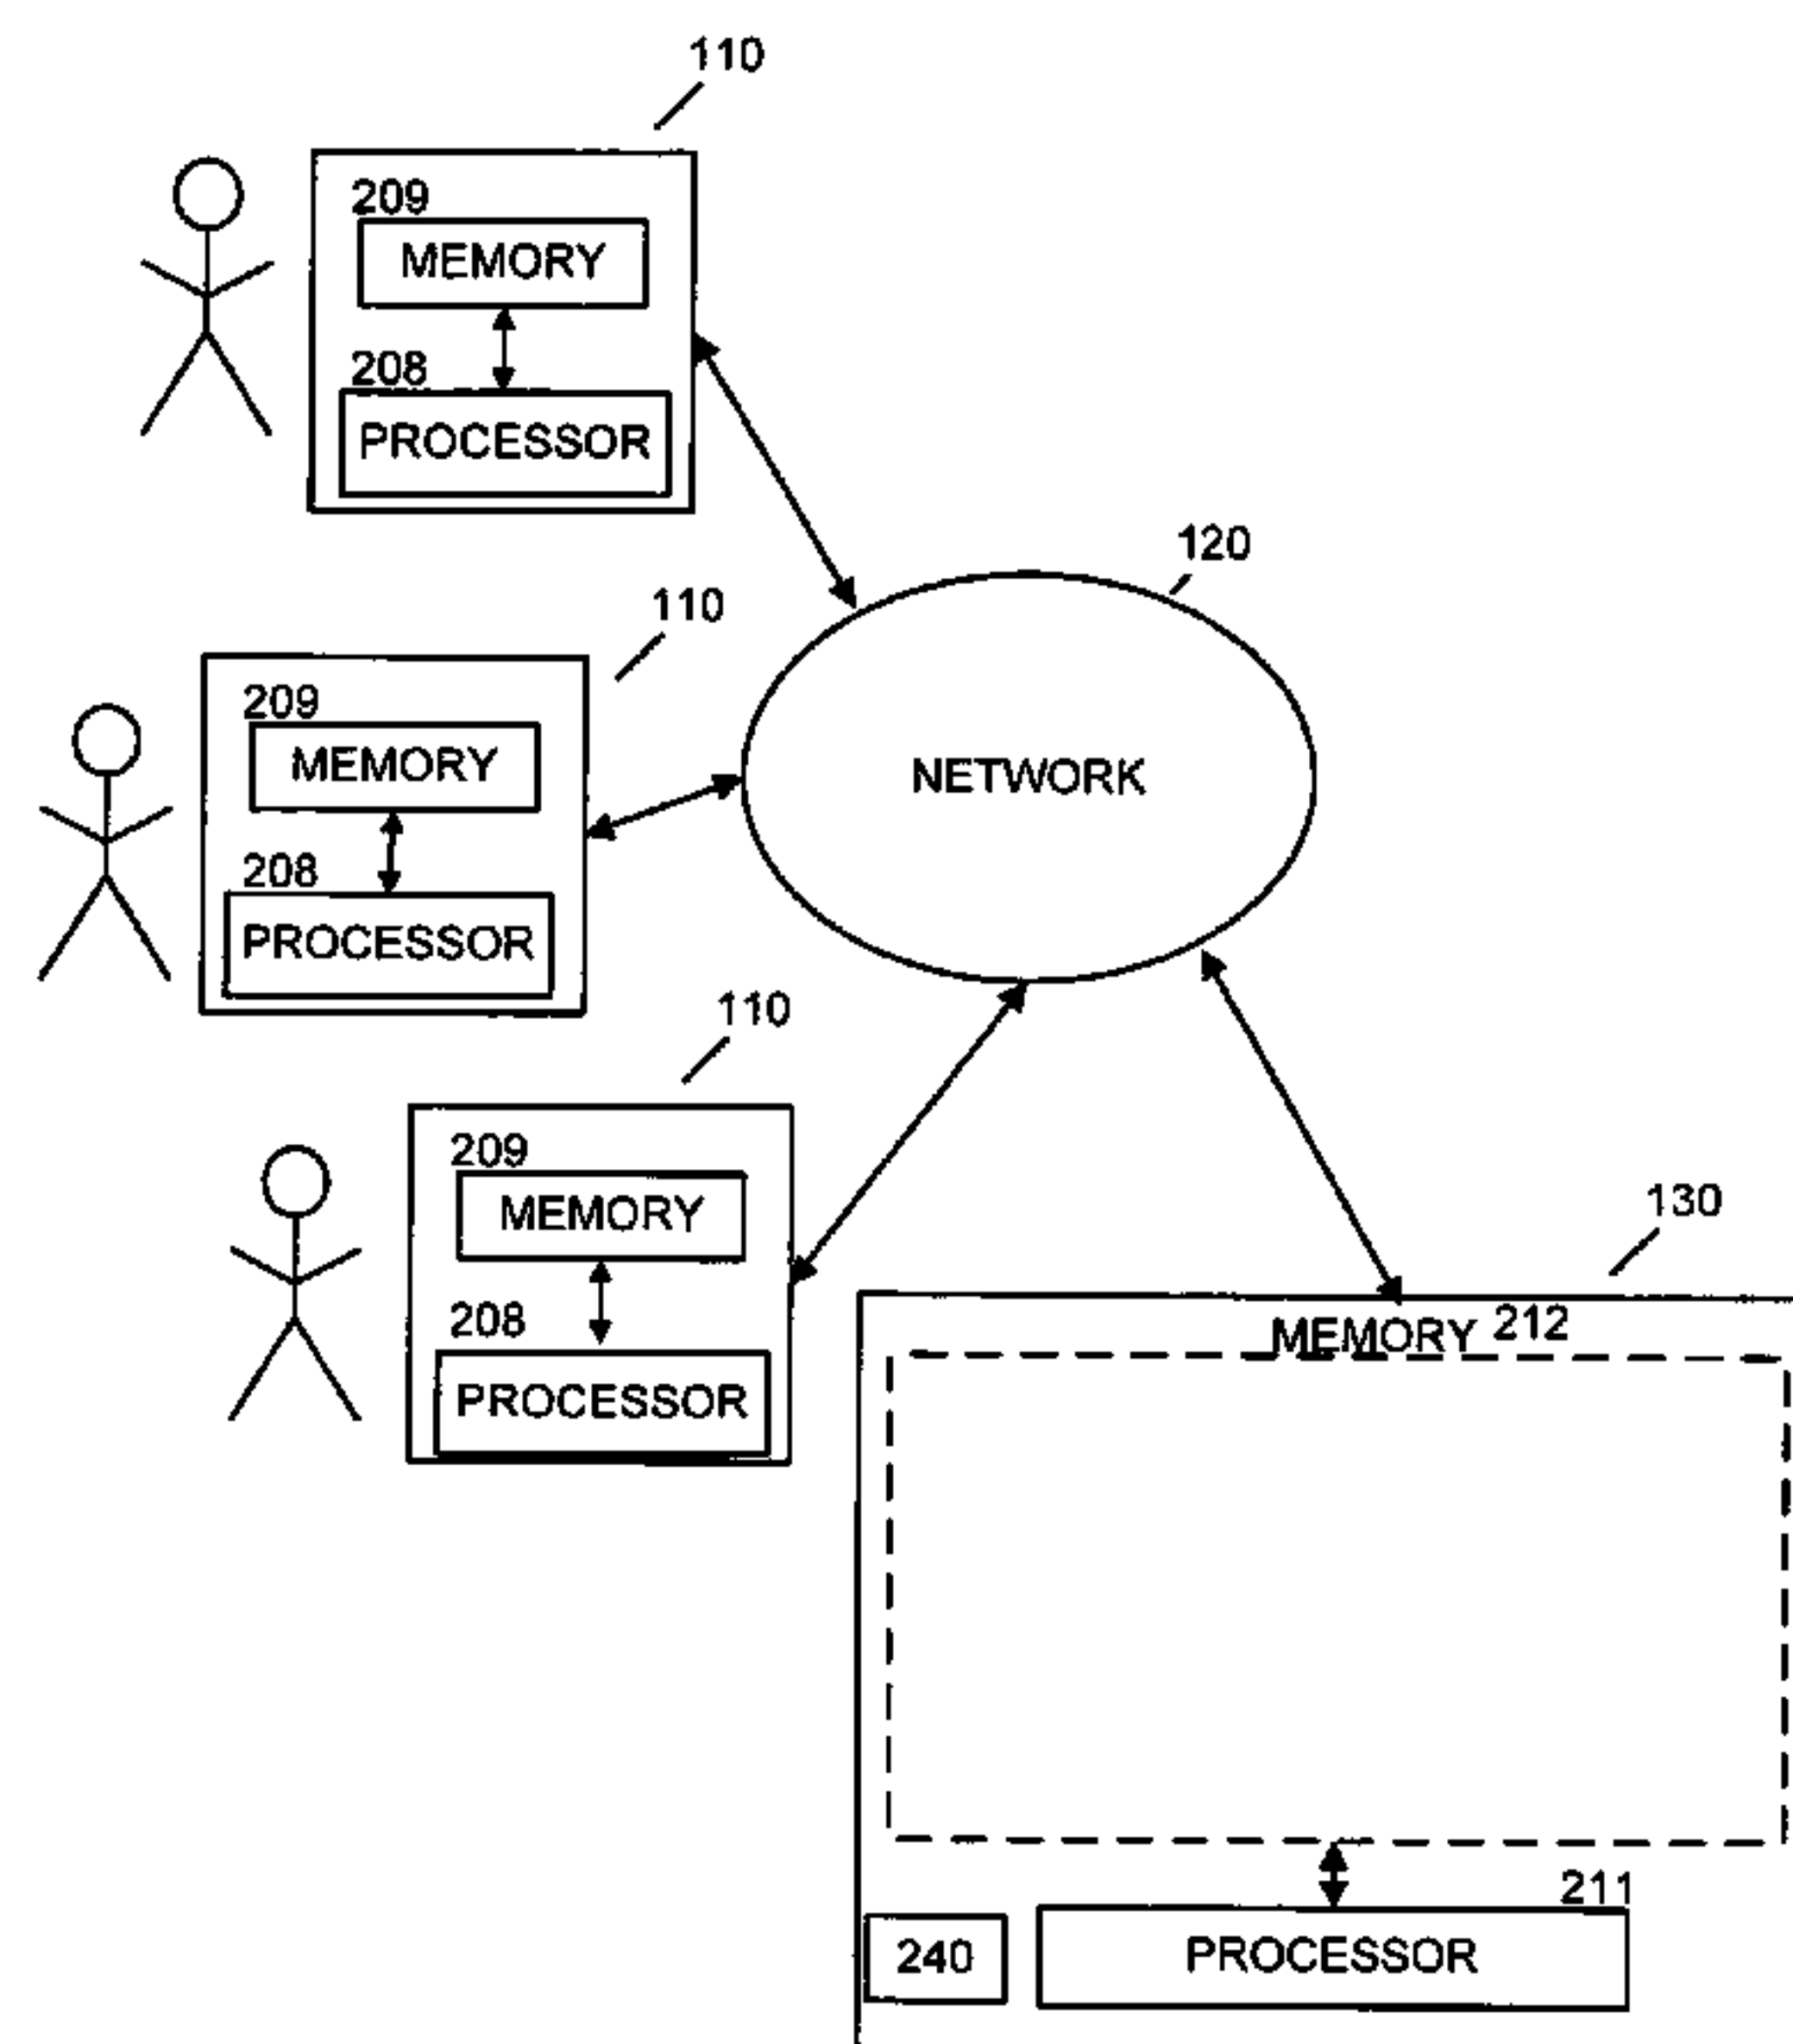 110
209
MEMORY
208
PROCESSOR
120
110
209
MEMORY
NETWORK
208
PROCESSOR
110
209
MEMORY
130
208
MEMORY 212
PROCESSOR
211
240
PROCESSOR